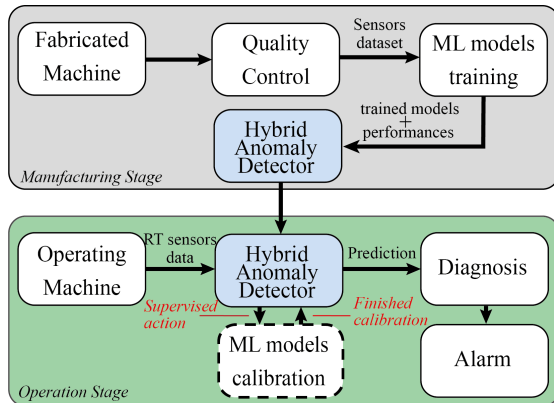 Fabricated
Machine
Quality
Control
Sensors
dataset
ML models
training
trained models
+
performances
Hybrid
Anomaly
Detector
Manufacturing Stage
Operating
Machine
RT sensors
data
Hybrid
Anomaly
Detector
Prediction
Diagnosis
Supervised
action
Finished
calibration
ML models
calibration
Alarm
Operation Stage